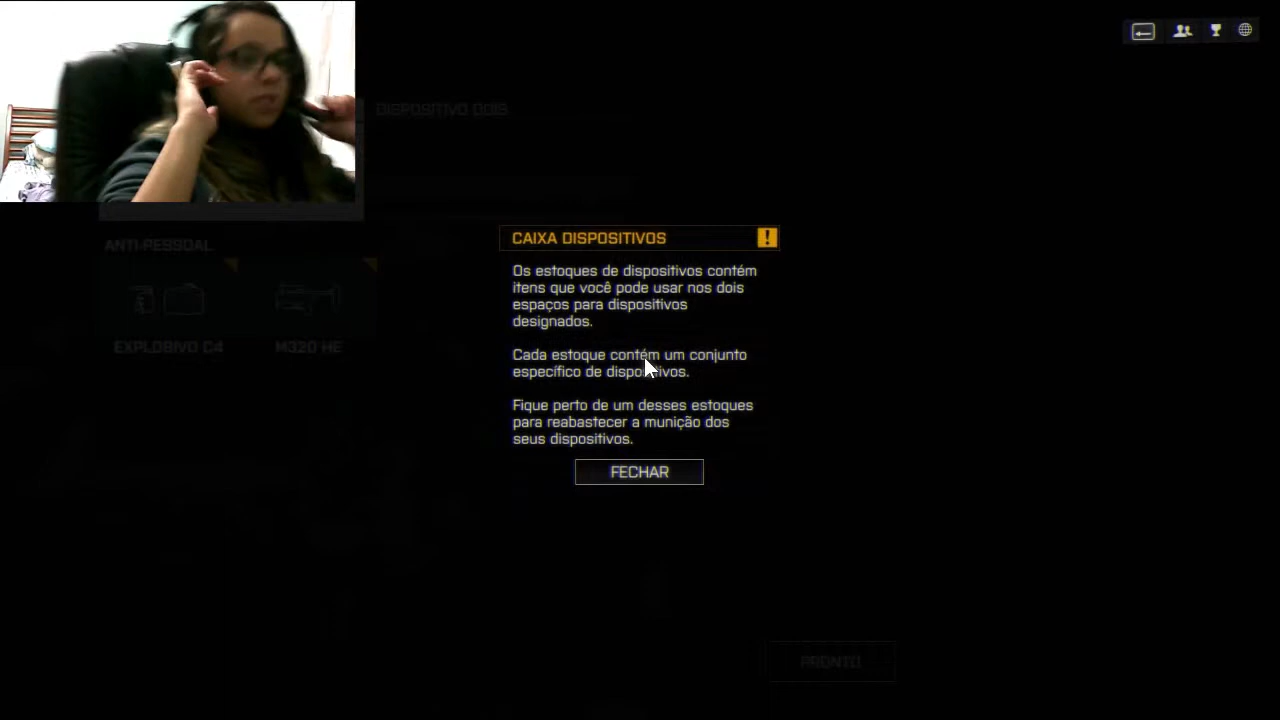 DISPOSITIVO DOIS
ANTI-PESSOAL
EXPLOSIVO C4
M320 HE
CAIXA DISPOSITIVOS
Os estoques de dispositivos contém
itens que você pode usar nos dois
espaços para dispositivos
designados.
Cada estoque contém um conjunto
específico de dispositivos.
Fique perto de um desses estoques
para reabastecer a munição dos
seus dispositivos.
FECHAR
PRONTO